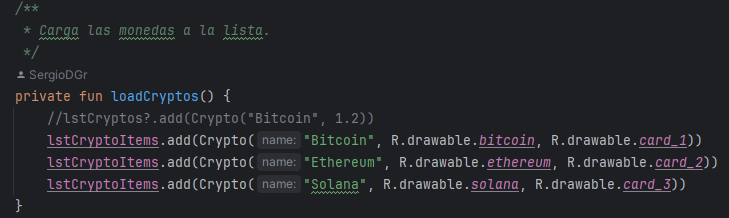 /**
* Carga las monedas a la lista.
*/
SergioDGr
private fun loadCryptos() {
//lstCryptos?.add(Crypto("Bitcoin", 1.2))
lstCryptoItems.add(Crypto( name: "Bitcoin", R.drawable.bitcoin, R.drawable.card_1))
lstCryptoItems.add(Crypto( name: "Ethereum", R.drawable.ethereum, R.drawable.card_2))
lstCryptoItems.add(Crypto( name: "Solana", R.drawable.solana, R.drawable.card_3))
}